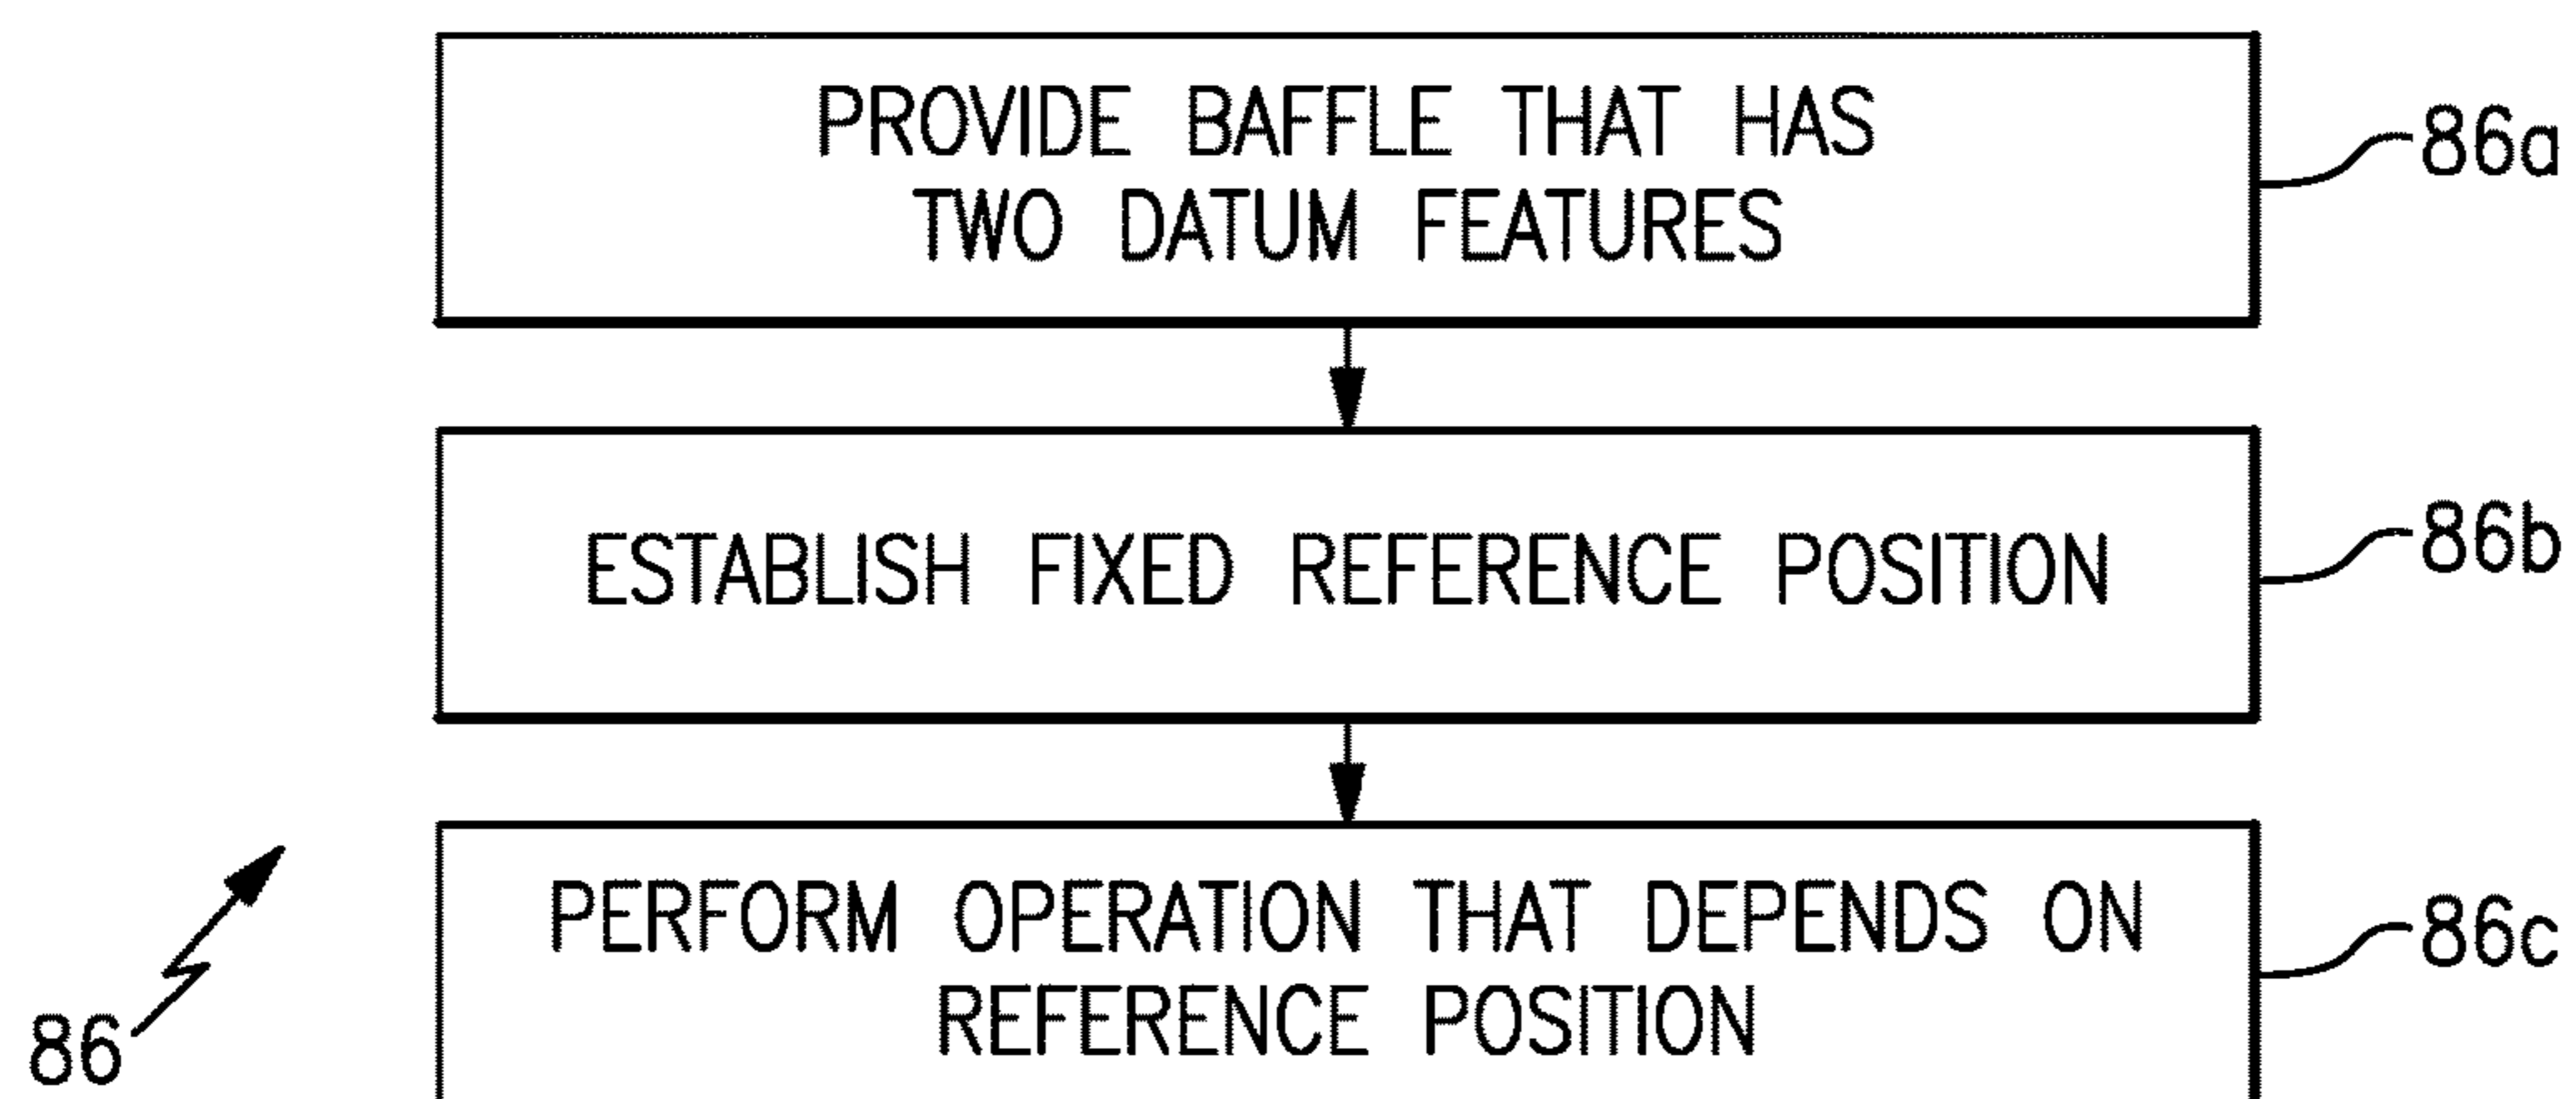 PROVIDE BAFFLE THAT HAS
TWO DATUM FEATURES
86a
ESTABLISH FIXED REFERENCE POSITION
86b
PERFORM OPERATION THAT DEPENDS ON
REFERENCE POSITION
86c
86